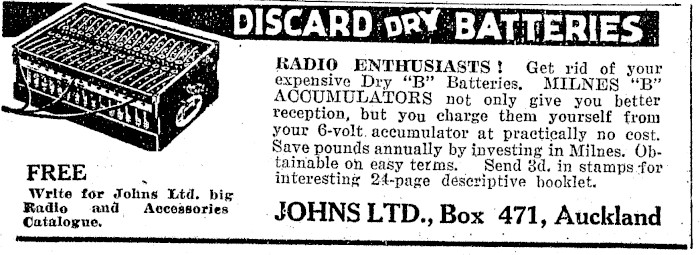 DISCARD DRY BATTERIES
RADIO ENTHUSIASTS! Get rid of your
expensive Dry "B" Batteries. MILNES "B"
ACCUMULATORS not only give you better
reception, but you charge them yourself from
your 6-volt accumulator at practically no cost.
Save pounds annually by investing in Milnes. Ob-
tainable on easy terms. Send 3d. in stamps for
interesting 24-page descriptive booklet.
JOHNS LTD., Box 471, Auckland
FREE
Write for Johns Ltd. big
Radio and Accessories
Catalogue.